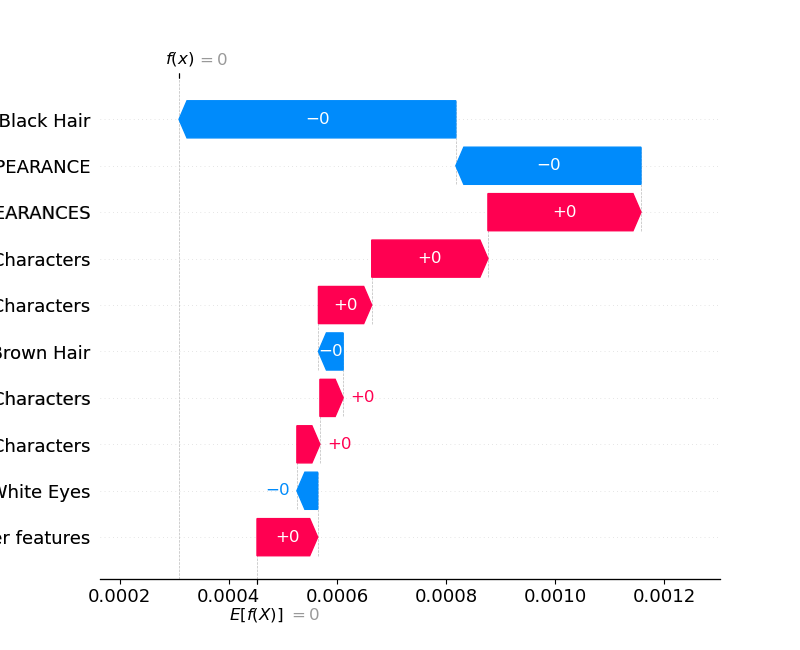 f(x) = 0
Black Hair
−0
PEARANCE
−0
EARANCES
+0
Characters
+0
Characters
+0
Brown Hair
−0
Characters
+0
Characters
+0
White Eyes
−0
er features
+0
0.0002 0.0004 0.0006 0.0008 0.0010 0.0012
E[f(X)] = 0